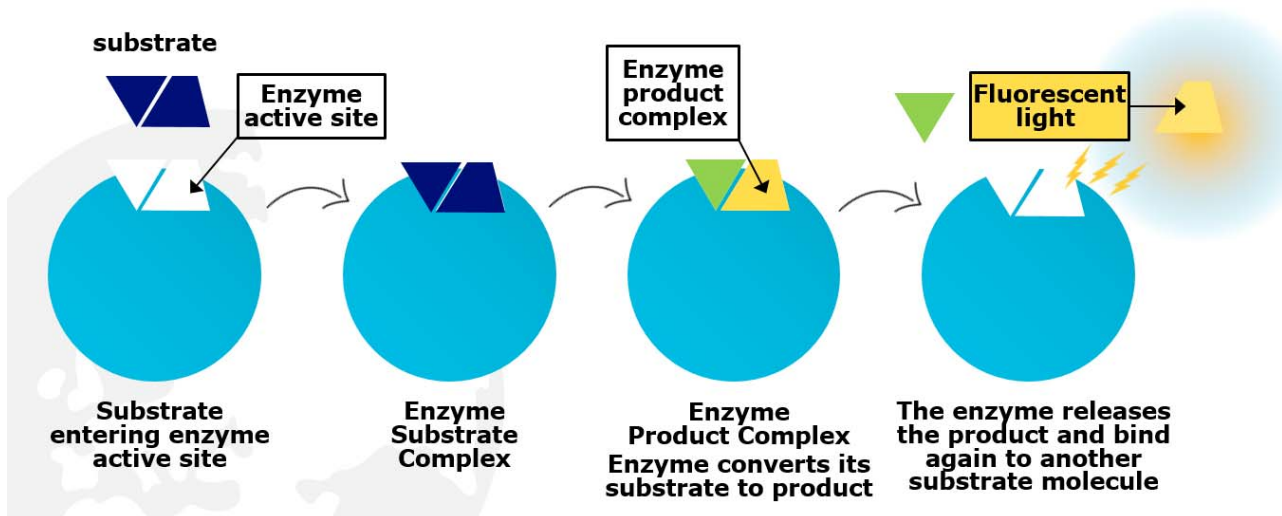 substrate
Enzyme
active site
Enzyme
product
complex
Fluorescent
light
Substrate
entering enzyme
active site
Enzyme
Substrate
Complex
Enzyme
Product Complex
Enzyme converts its
substrate to product
The enzyme releases
the product and bind
again to another
substrate molecule